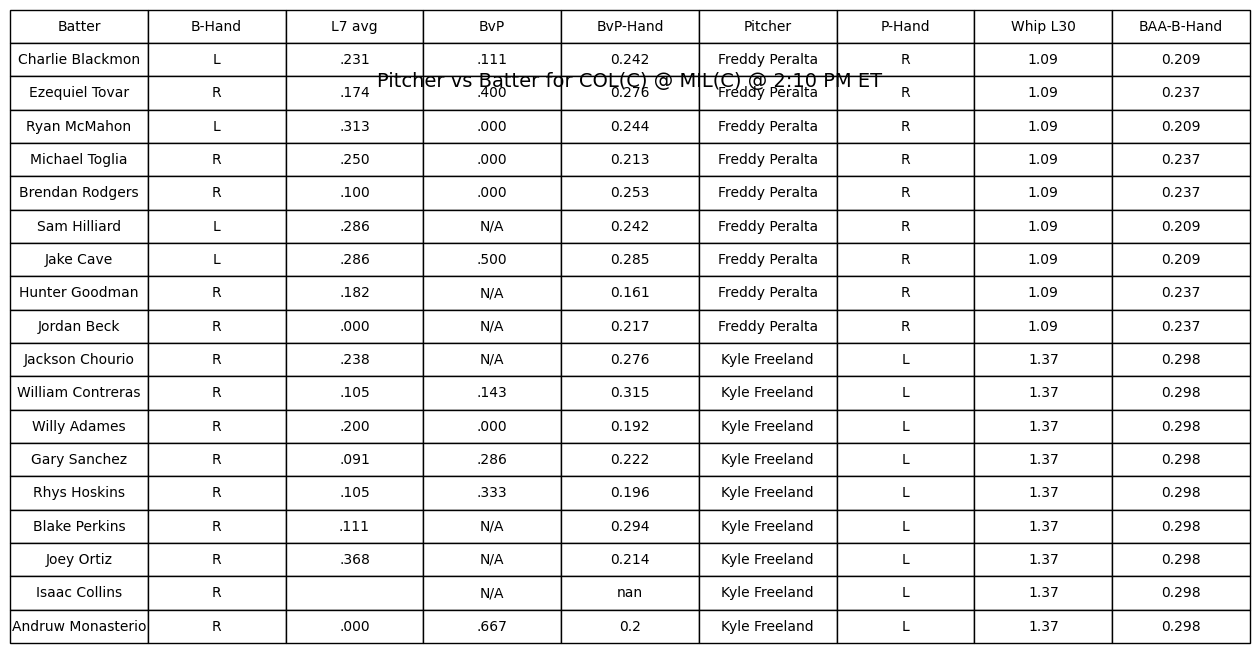 Batter B-Hand L7 avg BvP BvP-Hand Pitcher P-Hand Whip L30 BAA-B-Hand
Charlie Blackmon L .231 .111 0.242 Freddy Peralta R 1.09 0.209
Pitcher vs Batter for COL(C) @ MIL(C) @ 2:10 PM ET
Ezequiel Tovar R .174 .400 0.276 Freddy Peralta R 1.09 0.237
Ryan McMahon L .313 .000 0.244 Freddy Peralta R 1.09 0.209
Michael Toglia R .250 .000 0.213 Freddy Peralta R 1.09 0.237
Brendan Rodgers R .100 .000 0.253 Freddy Peralta R 1.09 0.237
Sam Hilliard L .286 N/A 0.242 Freddy Peralta R 1.09 0.209
Jake Cave L .286 .500 0.285 Freddy Peralta R 1.09 0.209
Hunter Goodman R .182 N/A 0.161 Freddy Peralta R 1.09 0.237
Jordan Beck R .000 N/A 0.217 Freddy Peralta R 1.09 0.237
Jackson Chourio R .238 N/A 0.276 Kyle Freeland L 1.37 0.298
William Contreras R .105 .143 0.315 Kyle Freeland L 1.37 0.298
Willy Adames R .200 .000 0.192 Kyle Freeland L 1.37 0.298
Gary Sanchez R .091 .286 0.222 Kyle Freeland L 1.37 0.298
Rhys Hoskins R .105 .333 0.196 Kyle Freeland L 1.37 0.298
Blake Perkins R .111 N/A 0.294 Kyle Freeland L 1.37 0.298
Joey Ortiz R .368 N/A 0.214 Kyle Freeland L 1.37 0.298
Isaac Collins R N/A nan Kyle Freeland L 1.37 0.298
Andruw Monasterio R .000 .667 0.2 Kyle Freeland L 1.37 0.298